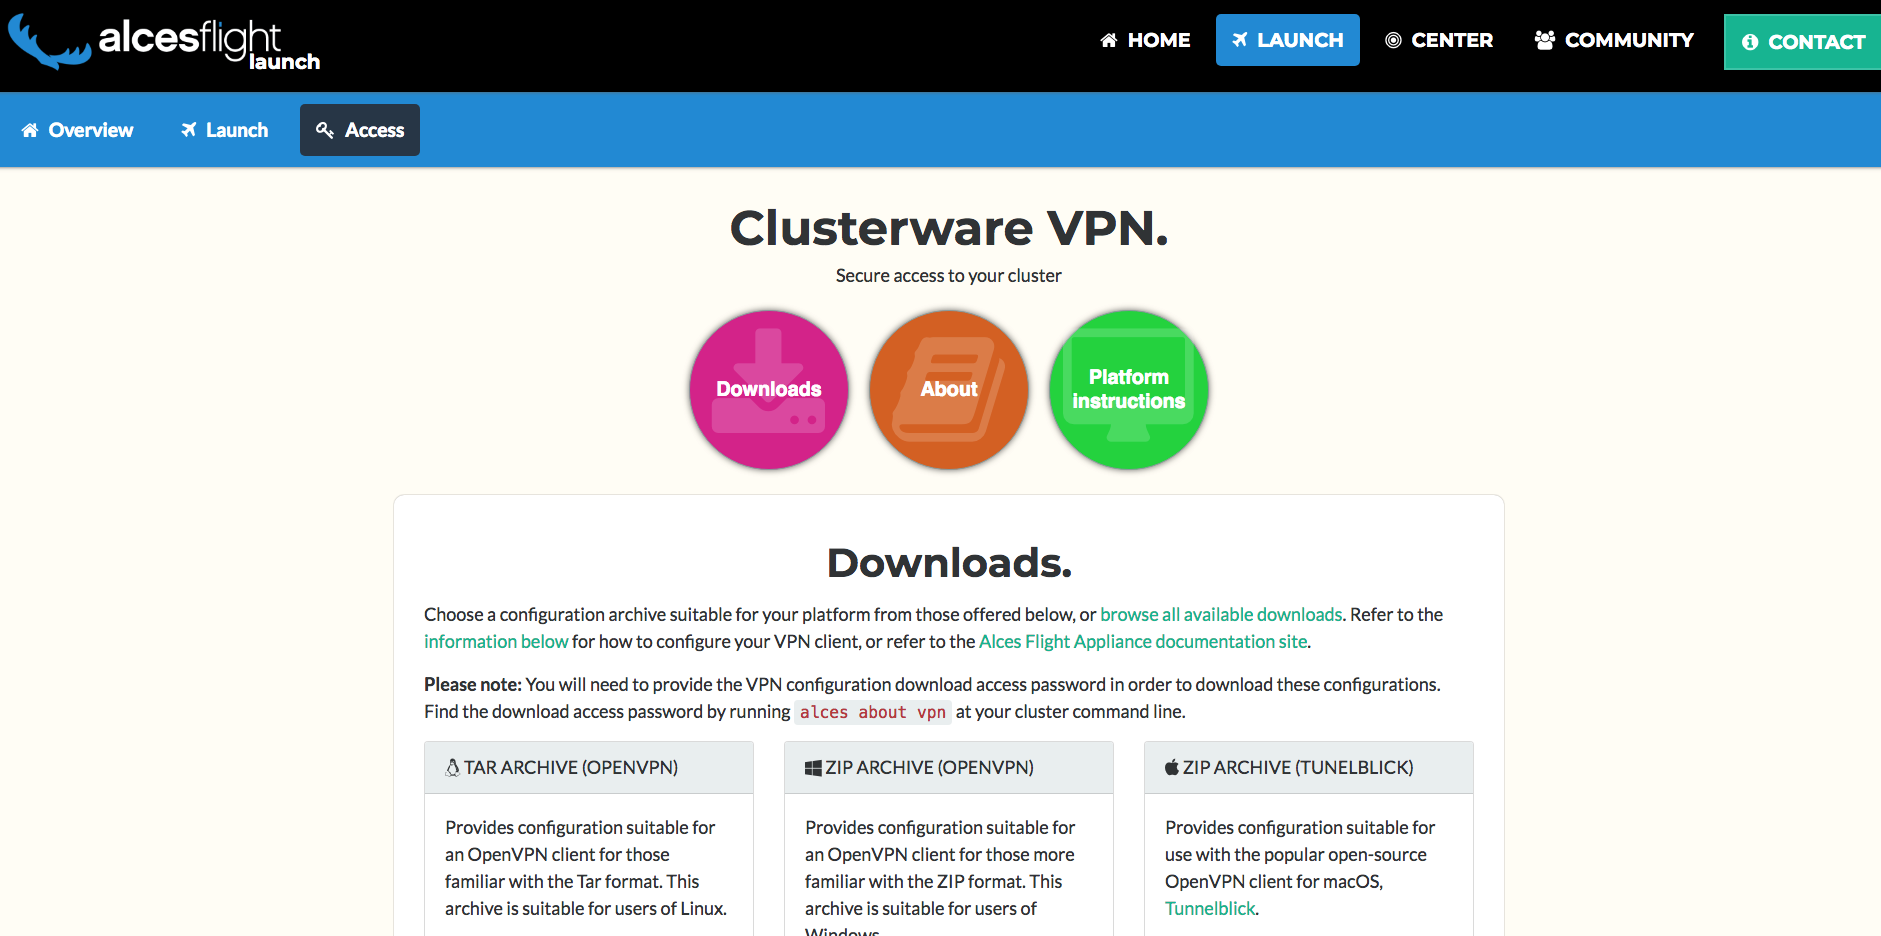 alcesflight
launch
HOME
LAUNCH
CENTER
COMMUNITY
CONTACT
Overview
Launch
Access
Clusterware VPN.
Secure access to your cluster
Downloads
About
Platform
instructions
Downloads.
Choose a configuration archive suitable for your platform from those offered below, or browse all available downloads. Refer to the
information below for how to configure your VPN client, or refer to the Alces Flight Appliance documentation site.
Please note: You will need to provide the VPN configuration download access password in order to download these configurations.
Find the download access password by running alces about vpn at your cluster command line.
TAR ARCHIVE (OPENVPN)
Provides configuration suitable for
an OpenVPN client for those
familiar with the Tar format. This
archive is suitable for users of Linux.
ZIP ARCHIVE (OPENVPN)
Provides configuration suitable for
an OpenVPN client for those more
familiar with the ZIP format. This
archive is suitable for users of
Windows.
ZIP ARCHIVE (TUNELBLICK)
Provides configuration suitable for
use with the popular open-source
OpenVPN client for macOS,
Tunnelblick.